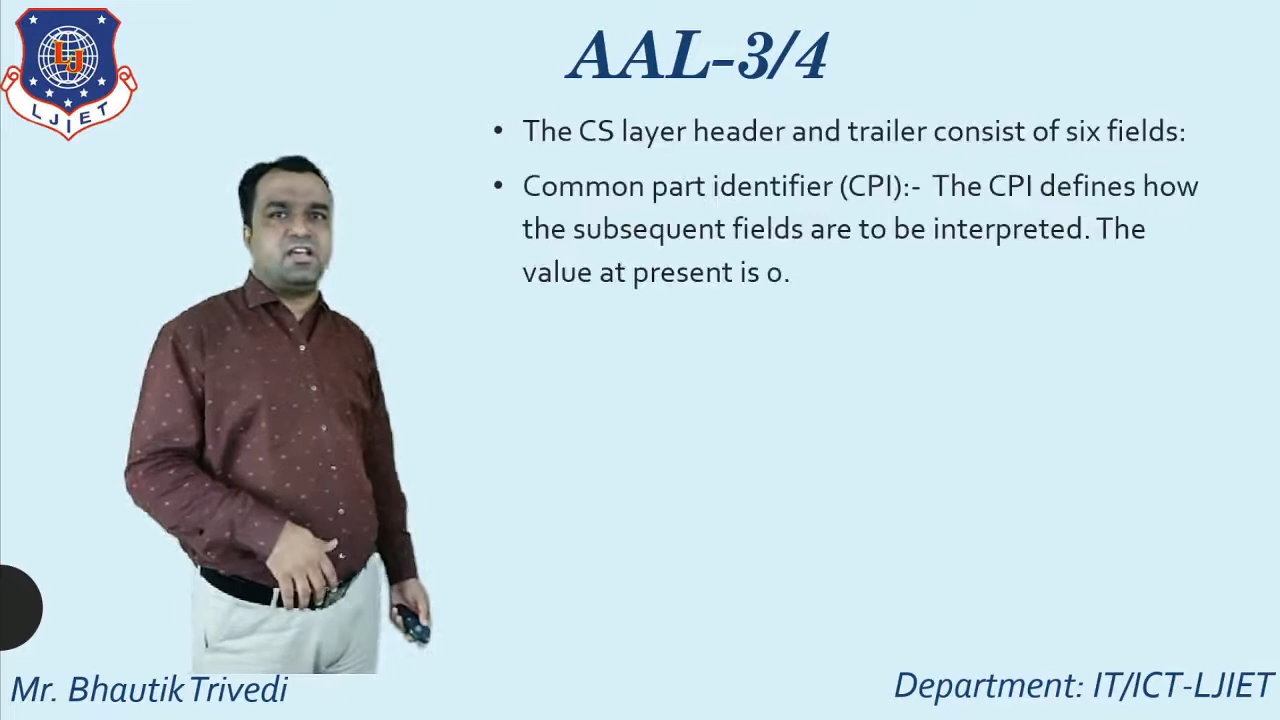 LJ
LJIET
AAL-3/4
• The CS layer header and trailer consist of six fields:
• Common part identifier (CPI):- The CPI defines how
the subsequent fields are to be interpreted. The
value at present is 0.
Mr. Bhautik Trivedi
Department: IT/ICT-LJIET